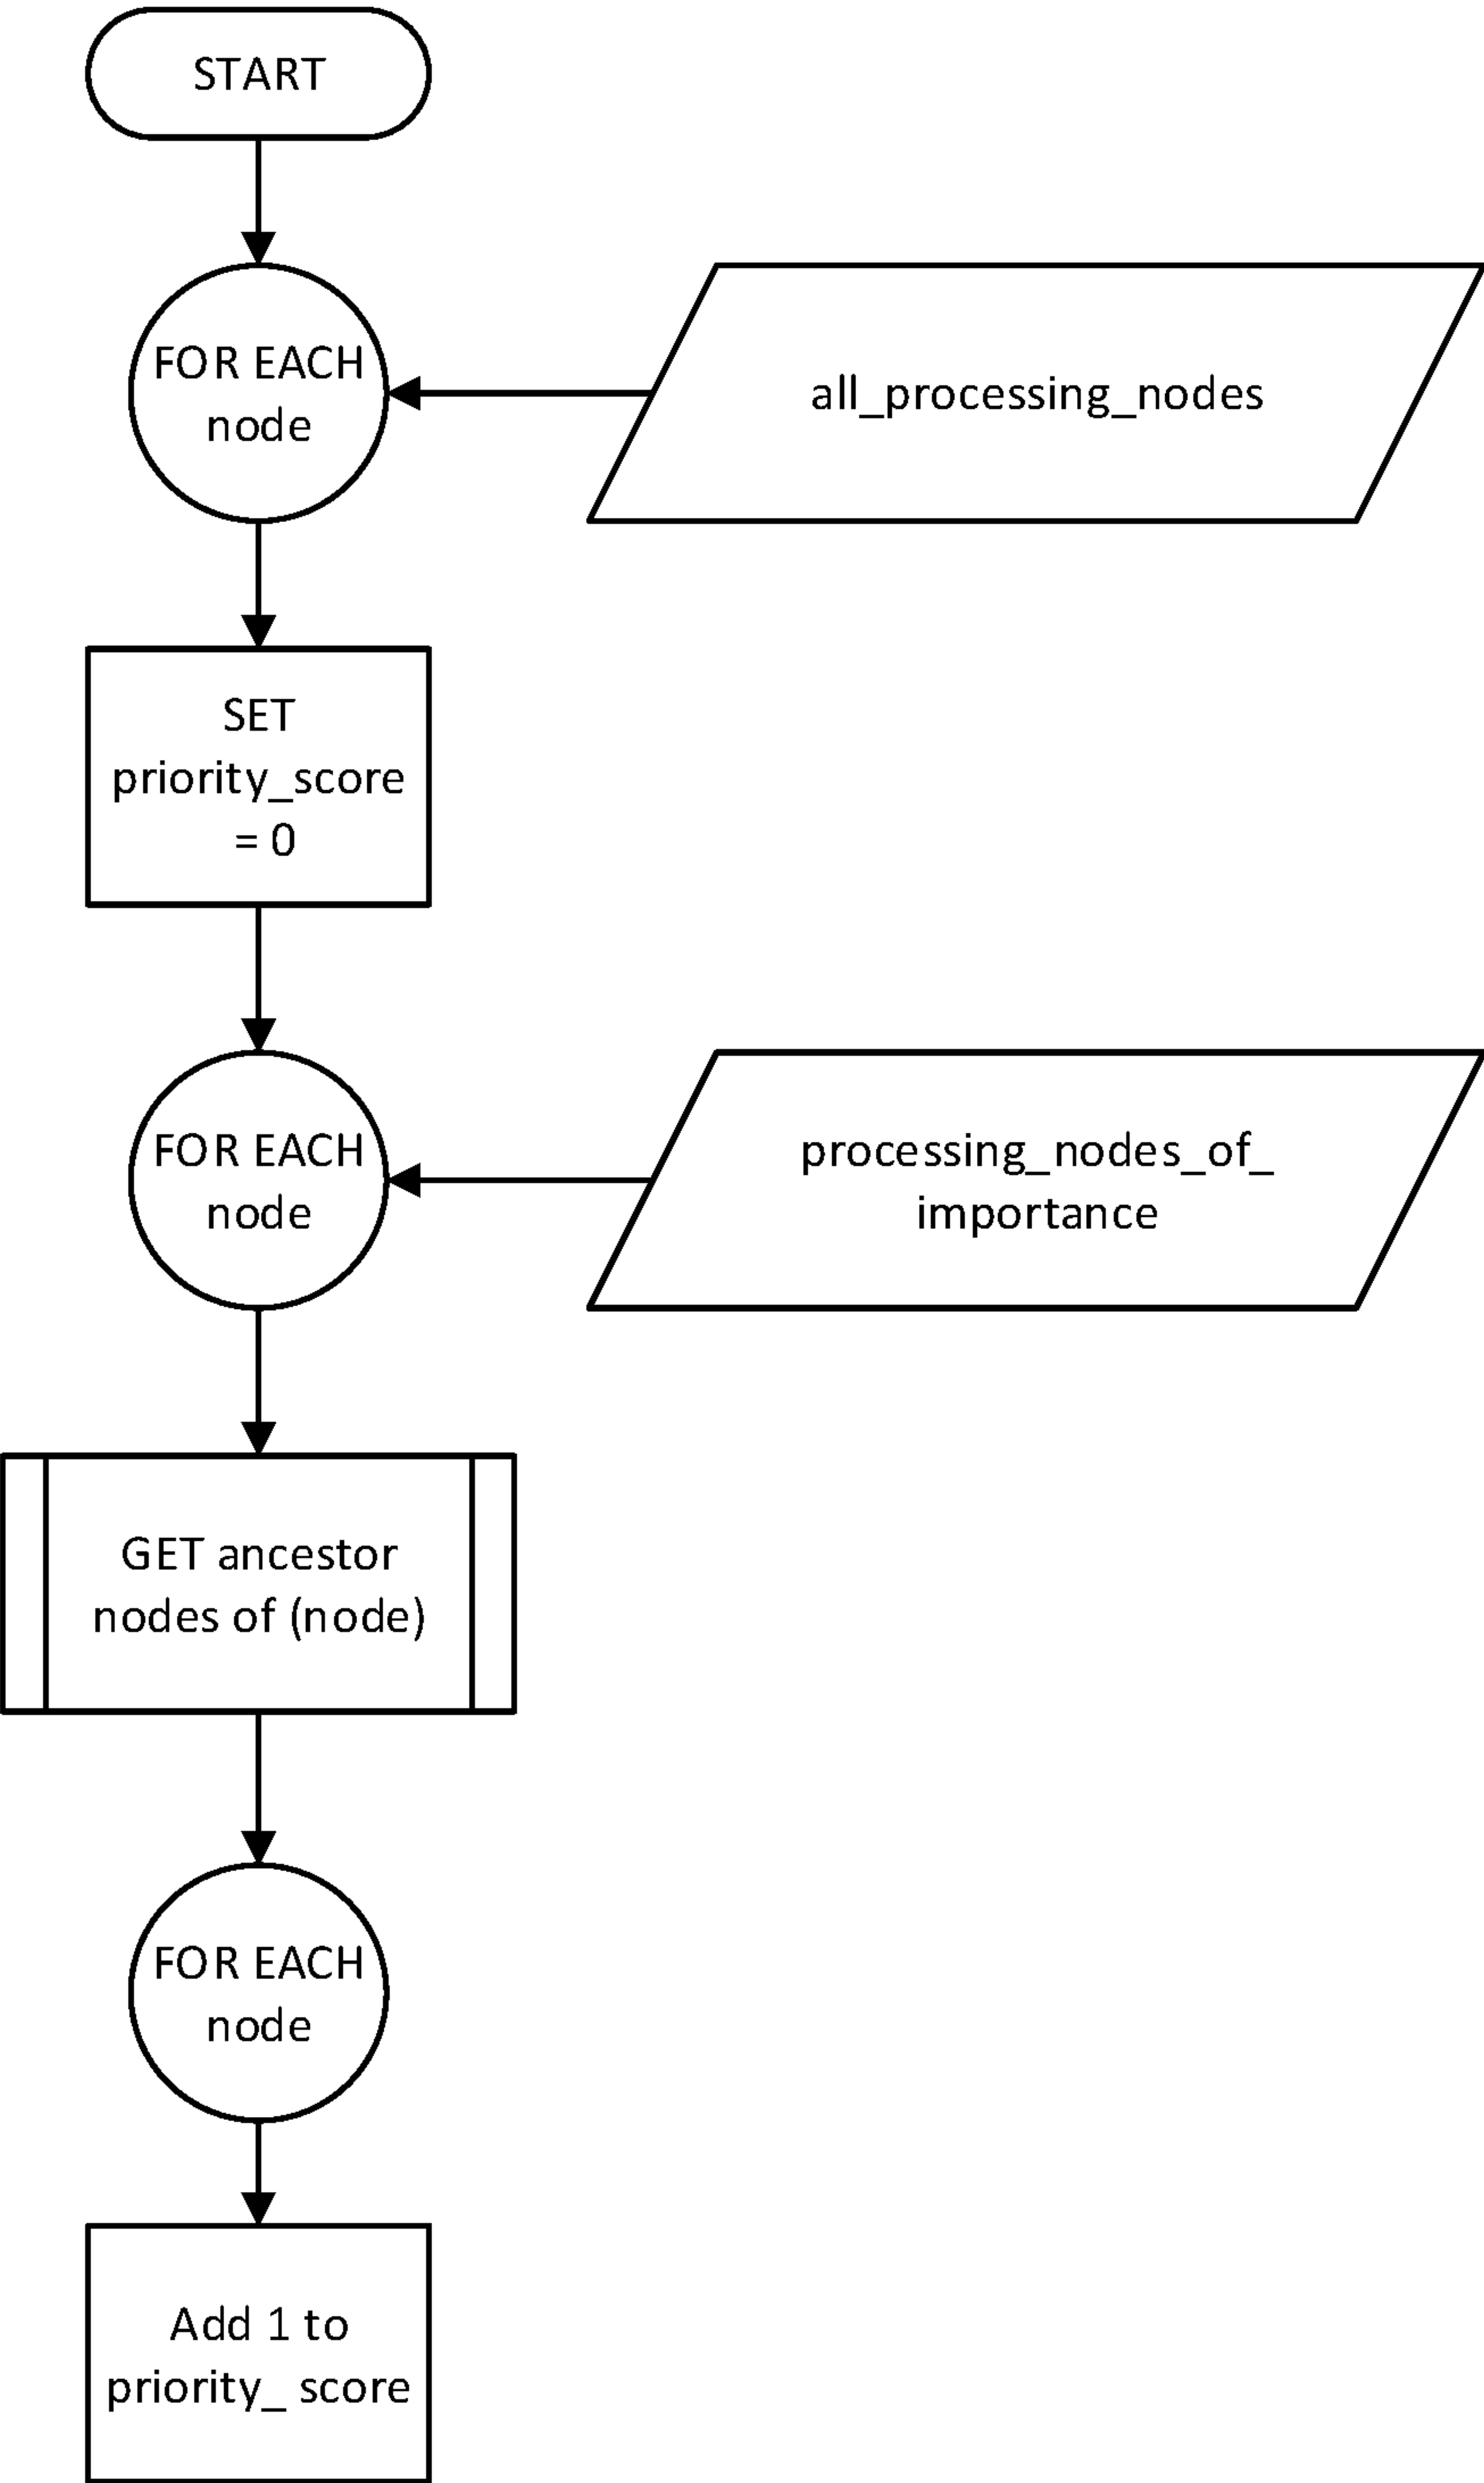 START
FOR EACH
node
all_processing_nodes
SET
priority_score
= 0
FOR EACH
node
processing_nodes_of_
importance
GET ancestor
nodes of (node)
FOR EACH
node
Add 1 to
priority_ score